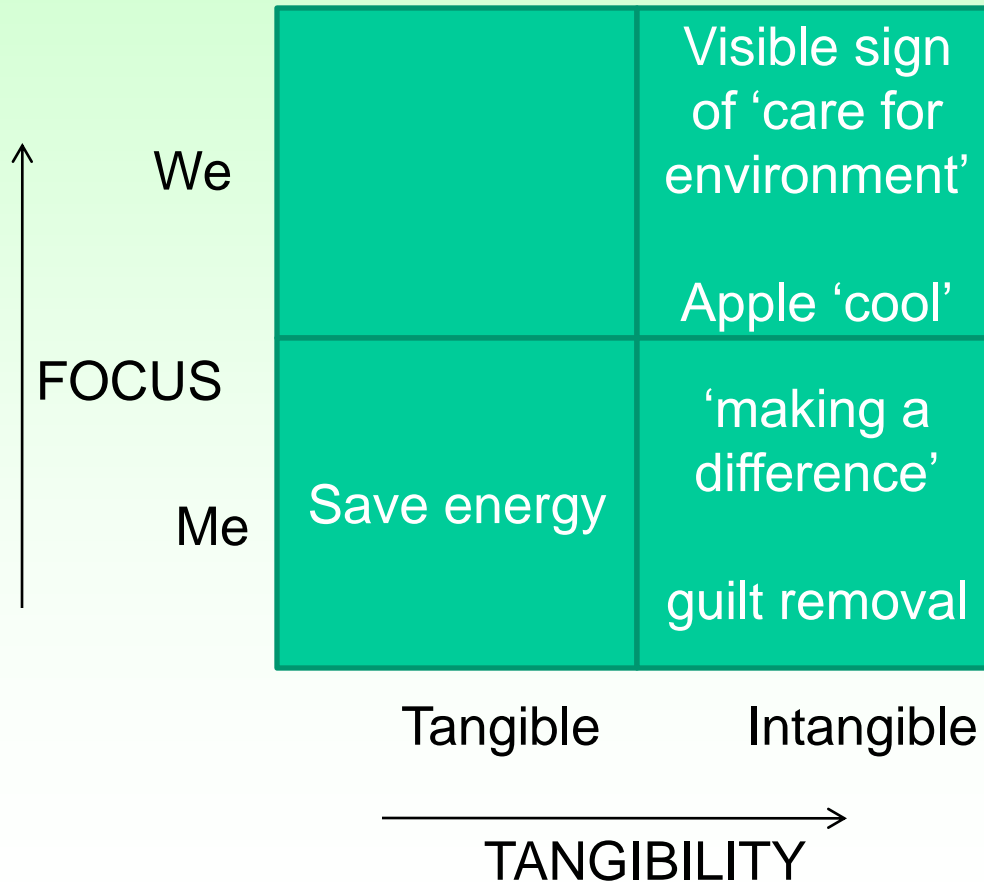 Visible sign
of ‘care for
environment’
Apple ‘cool’
We
FOCUS
Me
Save energy
‘making a
difference’
guilt removal
Tangible
Intangible
TANGIBILITY